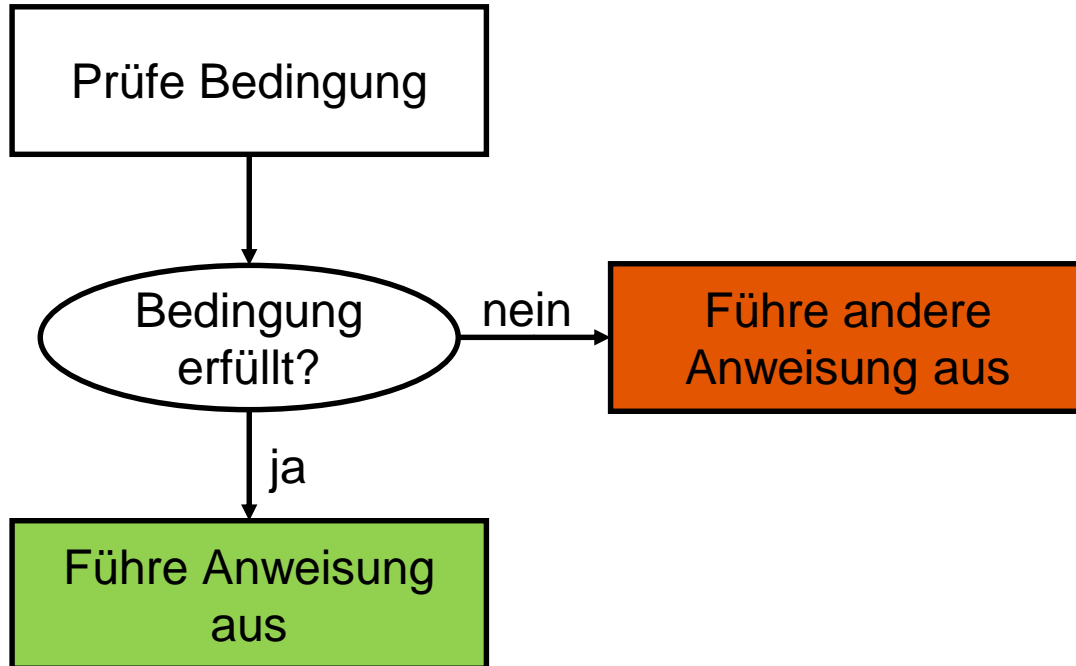 Prüfe Bedingung
Bedingung
erfüllt?
nein
Führe andere
Anweisung aus
ja
Führe Anweisung
aus